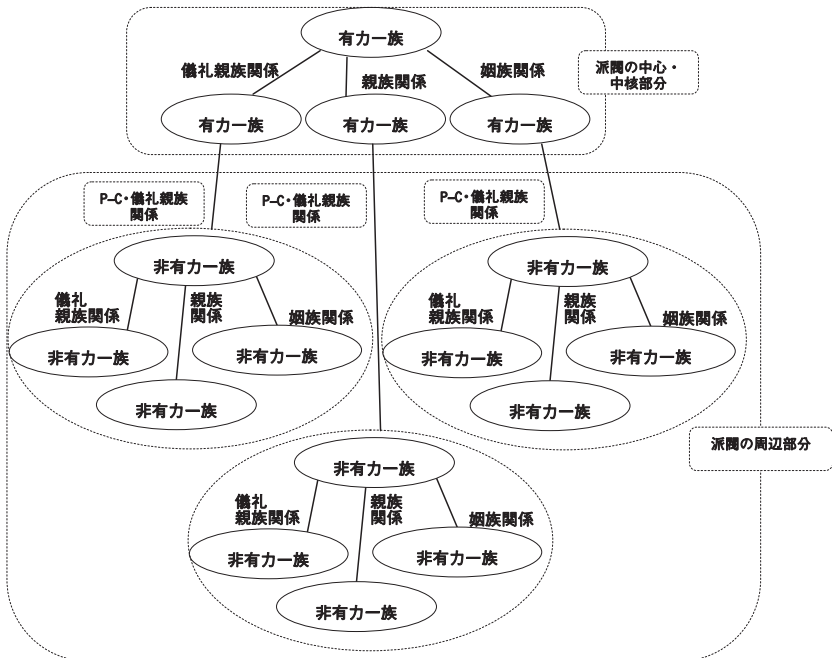 有力一族
儀礼親族関係
親族関係
姻族関係
派閥の中心・
中核部分
有力一族
有力一族
有力一族
P-C・儀礼親族
関係
P-C・儀礼親族
関係
P-C・儀礼親族
関係
非有力一族
儀礼
親族関係
親族
関係
姻族関係
非有力一族
非有力一族
非有力一族
非有力一族
儀礼
親族関係
親族
関係
姻族関係
非有力一族
非有力一族
非有力一族
派閥の周辺部分
非有力一族
儀礼
親族関係
親族
関係
姻族関係
非有力一族
非有力一族
非有力一族